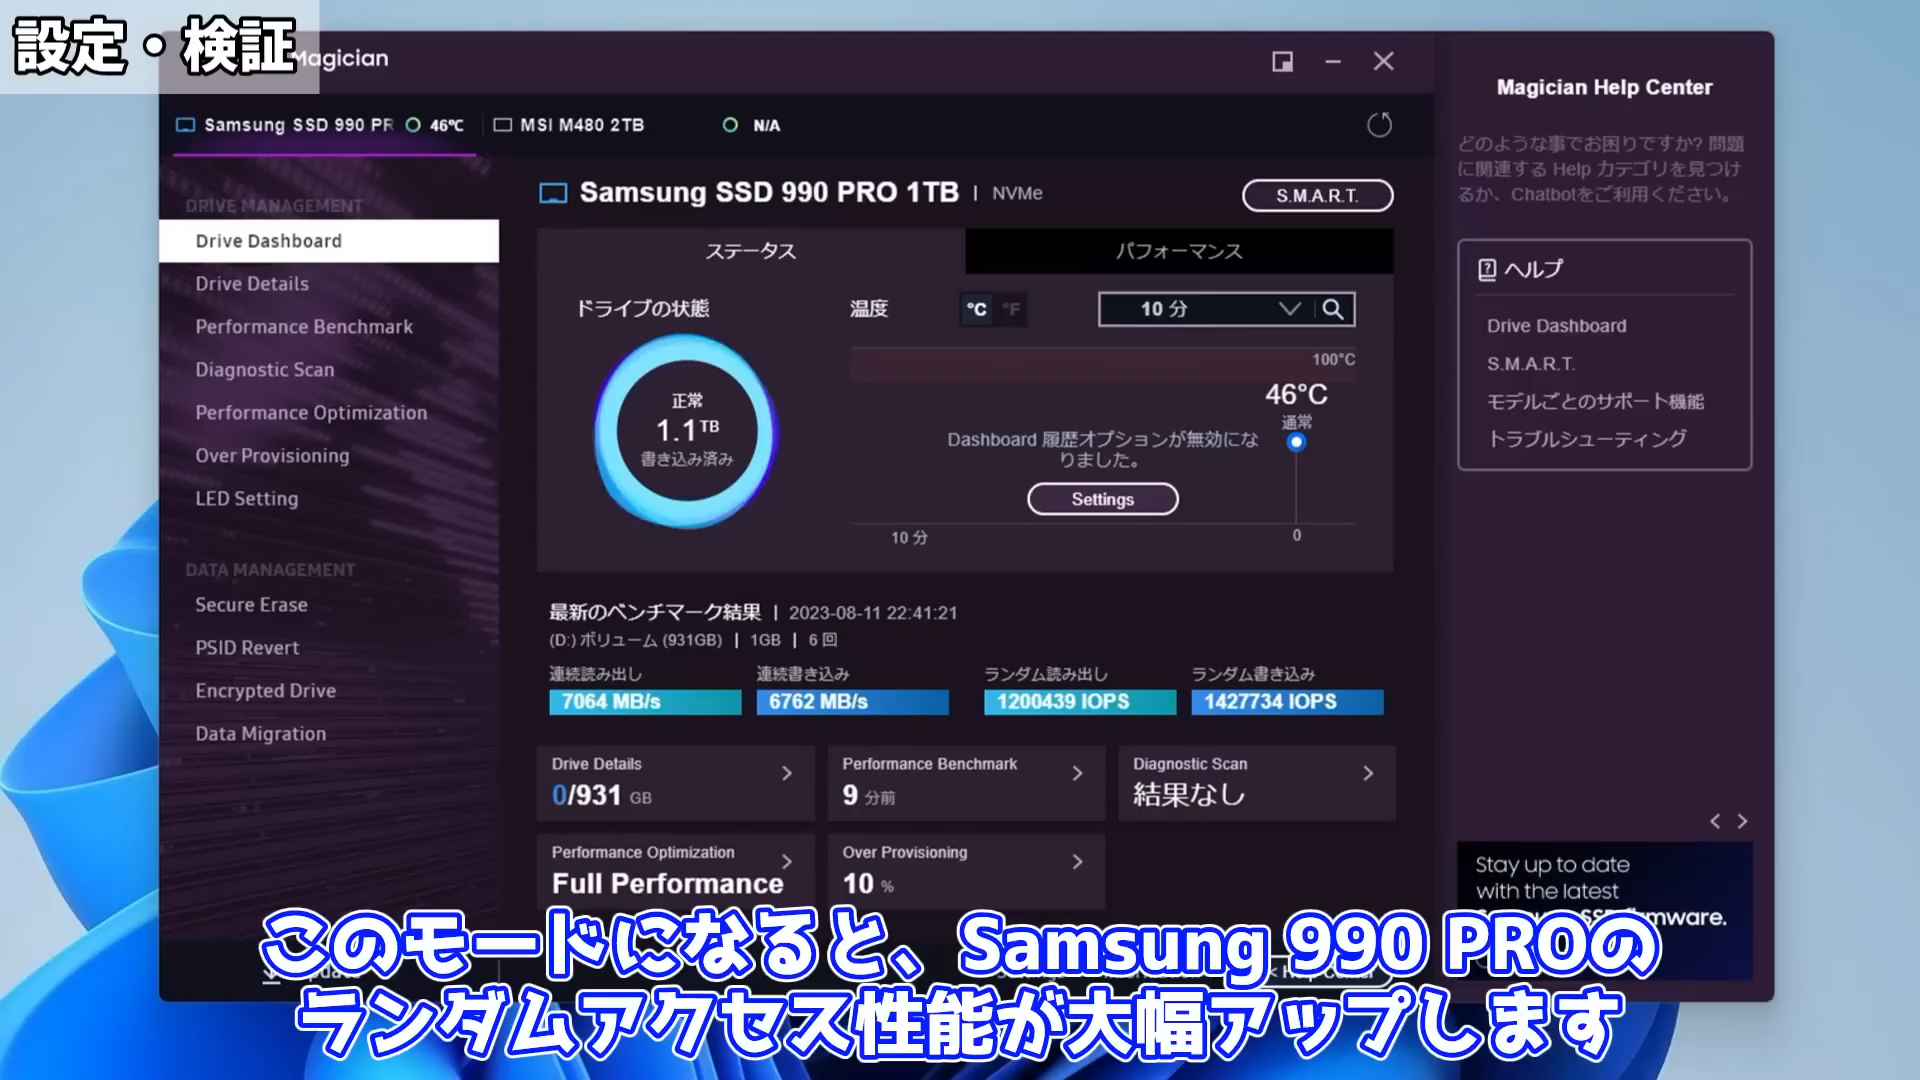 設定・検証
Magician
Samsung SSD 990 PR 46℃
MSI M480 2TB N/A
DRIVE MANAGEMENT
Drive Dashboard
Drive Details
Performance Benchmark
Diagnostic Scan
Performance Optimization
Over Provisioning
LED Setting
DATA MANAGEMENT
Secure Erase
PSID Revert
Encrypted Drive
Data Migration
Samsung SSD 990 PRO 1TB | NVMe
S.M.A.R.T.
ステータス
パフォーマンス
ドライブの状態
正常
1.1TB
書き込み済み
温度
°C °F
10 分
100°C
46°C
通常
Dashboard 履歴オプションが無効にな
りました。
Settings
10 分
0
最新のベンチマーク結果 | 2023-08-11 22:41:21
(D:) ボリューム (931GB) | 1GB | 6 回
連続読み出し
7064 MB/s
連続書き込み
6762 MB/s
ランダム読み出し
1200439 IOPS
ランダム書き込み
1427734 IOPS
Drive Details
0/931 GB
Performance Benchmark
9 分前
Diagnostic Scan
結果なし
Performance Optimization
Full Performance
Over Provisioning
10 %
Magician Help Center
どのような事でお困りですか? 問題
に関連する Help カテゴリを見つけ
るか、Chatbotをご利用ください。
ヘルプ
Drive Dashboard
S.M.A.R.T.
モデルごとのサポート機能
トラブルシューティング
Stay up to date
with the latest
このモードになると、Samsung 990 PROの
ランダムアクセス性能が大幅アップします